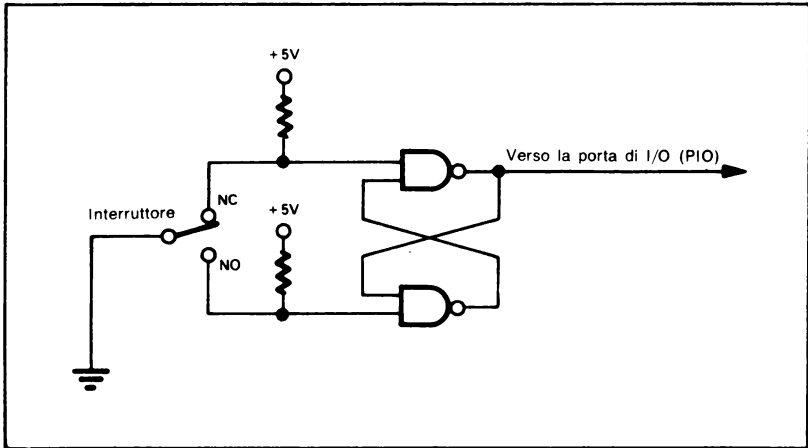 +5V
Verso la porta di I/O (PIO)
Interruttore
NC
+5V
NO